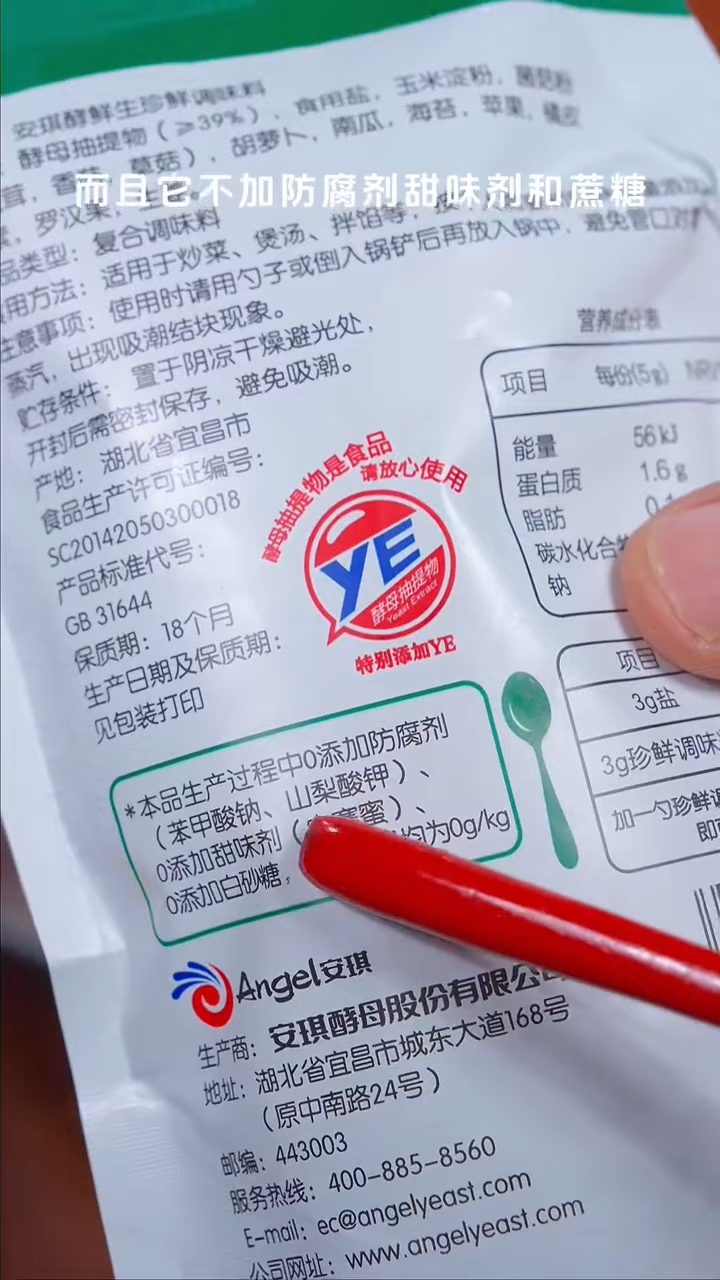 安琪酵鲜生珍鲜调味料
酵母抽提物（≥39%），食用盐，玉米淀粉，菌菇粉
茸，香菇，草菇），胡萝卜，南瓜，海苔，苹果，
而且它不加防腐剂甜味剂和蔗糖
罗汉果，
品类型：复合调味料
用方法：适用于炒菜、煲汤、拌馅等，按
注意事项：使用时请用勺子或倒入锅铲后再放入锅中，避免管口对
蒸汽，出现吸潮结块现象。
贮存条件：置于阴凉干燥避光处，
开封后需密封保存，避免吸潮。
产地：湖北省宜昌市
食品生产许可证编号：
SC20142050300018
产品标准代号：
GB 31644
保质期：18个月
生产日期及保质期：
见包装打印
酵母抽提物是食品
请放心使用
YE
酵母抽提物
Yeast Extract
特别添加YE
营养成分表
项目 每份(5g) NRV
能量 56kJ
蛋白质 1.6g
脂肪 0.
碳水化合物
钠
项目
3g盐
3g珍鲜调味
加一勺珍鲜调
即
*本品生产过程中0添加防腐剂
（苯甲酸钠、山梨酸钾）、
0添加甜味剂（ 蜜）、
0添加白砂糖， 均为0g/kg
Angel安琪
生产商：安琪酵母股份有限公司
地址：湖北省宜昌市城东大道168号
（原中南路24号）
邮编：443003
服务热线：400-885-8560
E-mail：ec@angelyeast.com
公司网址：www.angelyeast.com